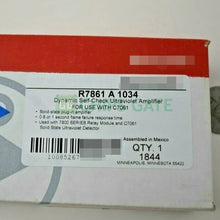 R7861 A 1034
Dynamic Self-Check Ultraviolet Amplifier
FOR USE WITH C7061
• Solid state plug-in amplifier
• 0.8 or 1 second flame failure response time
• Used with 7800 SERIES Relay Module and C7061
Solid State Ultraviolet Detector
Assembled in Mexico
QTY. 1
1844
MINNEAPOLIS, MINNESOTA 55422